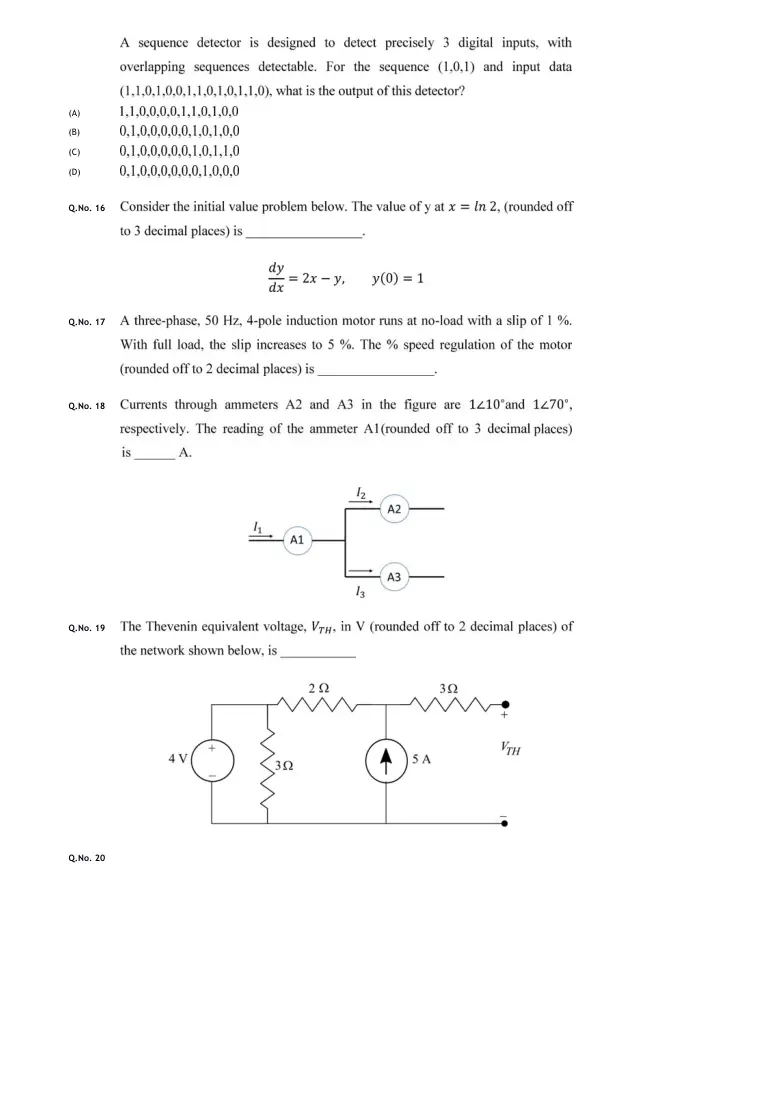 A sequence detector is designed to detect precisely 3 digital inputs, with
overlapping sequences detectable. For the sequence (1,0,1) and input data
(1,1,0,1,0,0,1,1,0,1,0,1,1,0), what is the output of this detector?
(A) 1,1,0,0,0,0,1,1,0,1,0,0
(B) 0,1,0,0,0,0,0,1,0,1,0,0
(C) 0,1,0,0,0,0,0,1,0,1,1,0
(D) 0,1,0,0,0,0,0,0,1,0,0,0
Q.No. 16 Consider the initial value problem below. The value of y at x = ln 2, (rounded off
to 3 decimal places) is ________________.
dy/dx = 2x − y, y(0) = 1
Q.No. 17 A three-phase, 50 Hz, 4-pole induction motor runs at no-load with a slip of 1 %.
With full load, the slip increases to 5 %. The % speed regulation of the motor
(rounded off to 2 decimal places) is ________________.
Q.No. 18 Currents through ammeters A2 and A3 in the figure are 1∠10°and 1∠70°,
respectively. The reading of the ammeter A1(rounded off to 3 decimal places)
is ______ A.
I₂
A2
I₁
A1
A3
I₃
Q.No. 19 The Thevenin equivalent voltage, V_TH, in V (rounded off to 2 decimal places) of
the network shown below, is __________
2 Ω 3 Ω
+
4 V + − 3 Ω 5 A V_TH
−
Q.No. 20